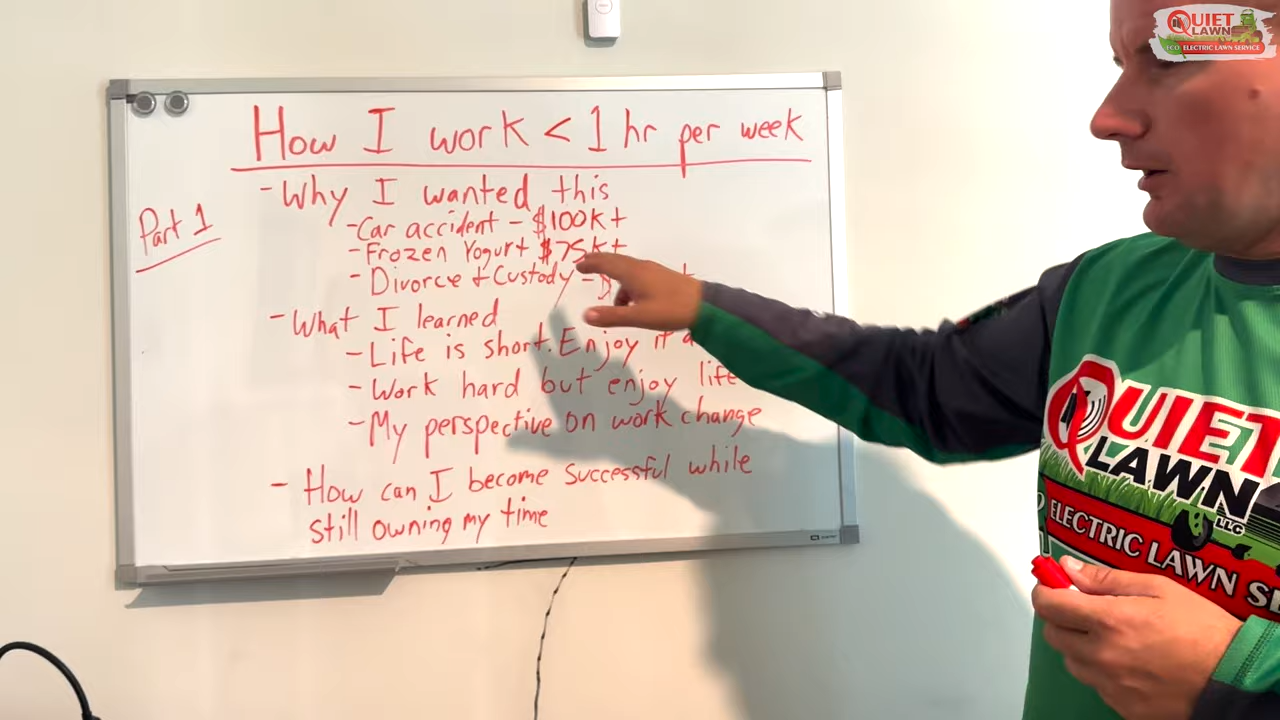 How I work < 1 hr per week
Part 1
- Why I wanted this
- Car accident - $100K+
- Frozen Yogurt $75K+
- Divorce + Custody -
- What I learned
- Life is short. Enjoy it
- Work hard but enjoy life
- My perspective on work change
- How can I become successful while
still owning my time
QUIET
LAWN
ECO ELECTRIC LAWN SERVICE
QUIET
LAWN
LLC
ELECTRIC LAWN